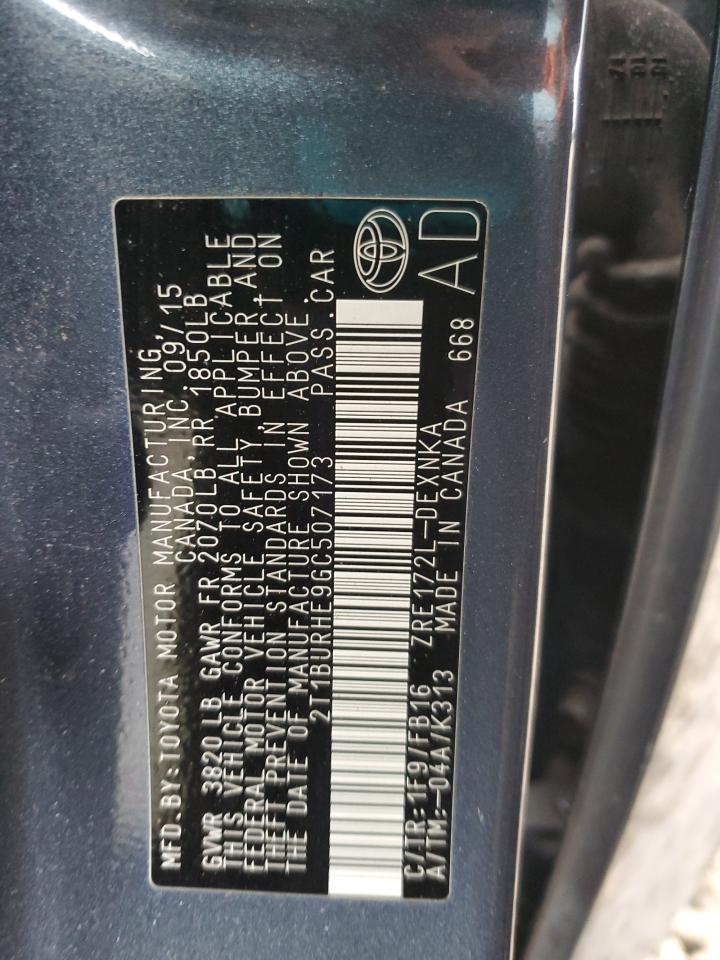 MFD.BY:TOYOTA MOTOR MANUFACTURING,
CANADA, INC. 09/15
GVWR 3820 LB GAWR FR 2070LB, RR 1850LB
THIS VEHICLE CONFORMS TO ALL APPLICABLE
FEDERAL MOTOR VEHICLE SAFETY, BUMPER, AND
THEFT PREVENTION STANDARDS IN EFFECT ON
THE DATE OF MANUFACTURE SHOWN ABOVE.
2T1BURHE9GC507173 PASS.CAR
C/TR:1F9/FB16 ZRE172L-DEXNKA
A/TM:-04A/K313 MADE IN CANADA 668
AD